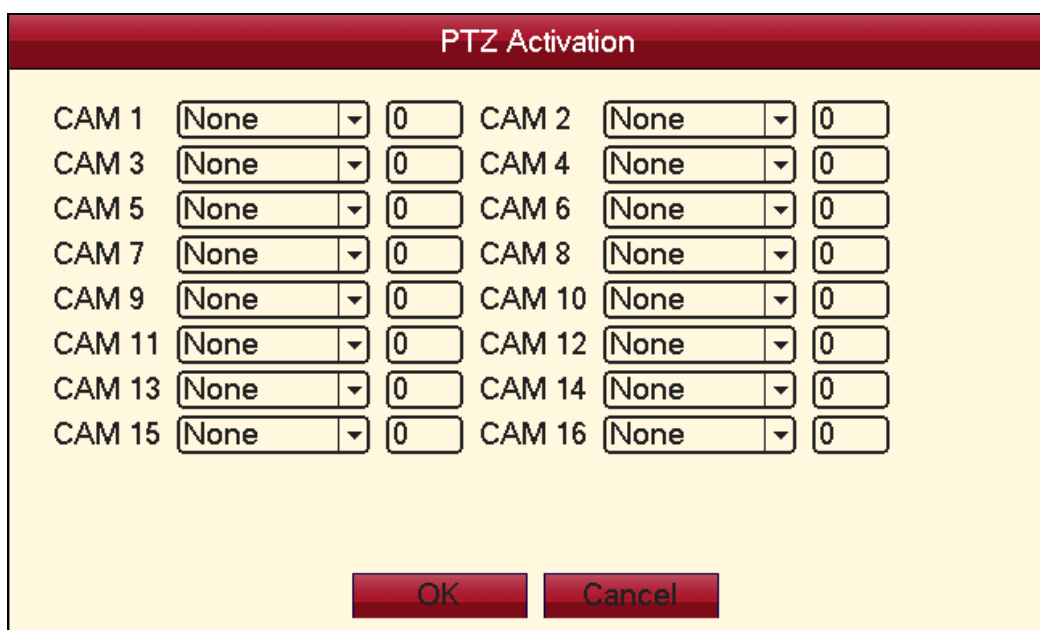 PTZ Activation
CAM 1 None 0 CAM 2 None 0
CAM 3 None 0 CAM 4 None 0
CAM 5 None 0 CAM 6 None 0
CAM 7 None 0 CAM 8 None 0
CAM 9 None 0 CAM 10 None 0
CAM 11 None 0 CAM 12 None 0
CAM 13 None 0 CAM 14 None 0
CAM 15 None 0 CAM 16 None 0
OK Cancel